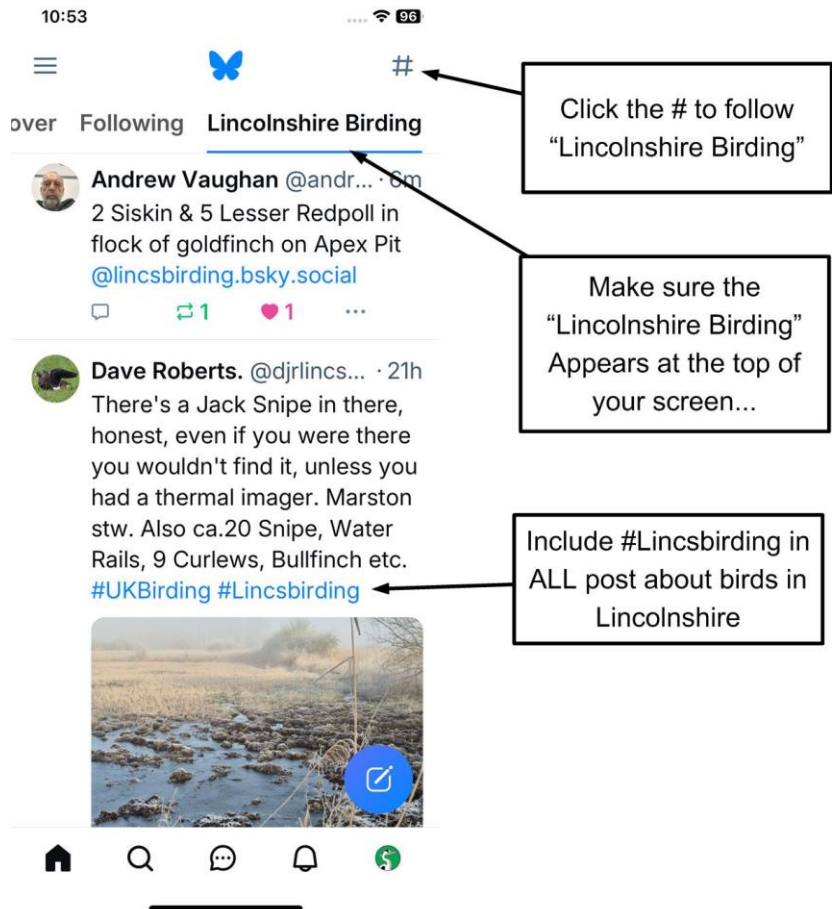 10:53
96
#
over Following Lincolnshire Birding
Andrew Vaughan @andr... · 6m
2 Siskin & 5 Lesser Redpoll in
flock of goldfinch on Apex Pit
@lincsbirding.bsky.social
1 1 ...
Dave Roberts. @djrlincs... · 21h
There's a Jack Snipe in there,
honest, even if you were there
you wouldn't find it, unless you
had a thermal imager. Marston
stw. Also ca.20 Snipe, Water
Rails, 9 Curlews, Bullfinch etc.
#UKBirding #Lincsbirding
Click the # to follow
“Lincolnshire Birding”
Make sure the
“Lincolnshire Birding”
Appears at the top of
your screen...
Include #Lincsbirding in
ALL post about birds in
Lincolnshire